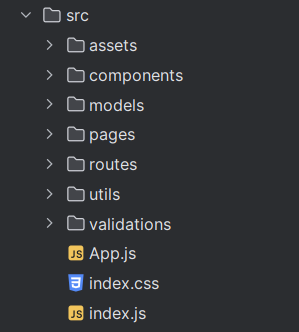 src
assets
components
models
pages
routes
utils
validations
JS App.js
index.css
JS index.js